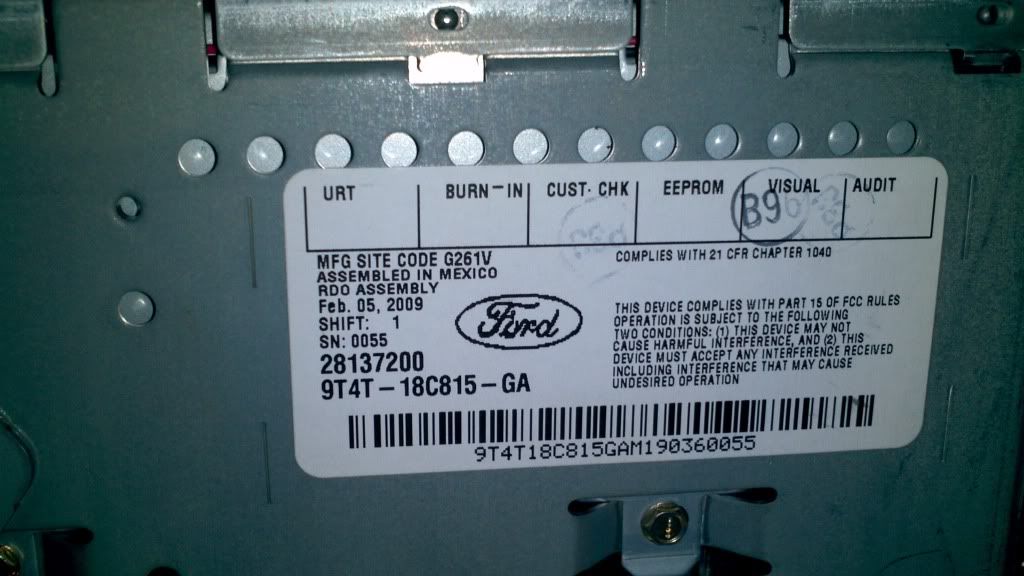 URT
BURN-IN
CUST. CHK
EEPROM
VISUAL
AUDIT
B9
MFG SITE CODE G261V
ASSEMBLED IN MEXICO
RDO ASSEMBLY
Feb. 05, 2009
SHIFT: 1
SN: 0055
28137200
9T4T-18C815-GA
Ford
COMPLIES WITH 21 CFR CHAPTER 1040
THIS DEVICE COMPLIES WITH PART 15 OF FCC RULES
OPERATION IS SUBJECT TO THE FOLLOWING
TWO CONDITIONS: (1) THIS DEVICE MAY NOT
CAUSE HARMFUL INTERFERENCE, AND (2) THIS
DEVICE MUST ACCEPT ANY INTERFERENCE RECEIVED
INCLUDING INTERFERENCE THAT MAY CAUSE
UNDESIRED OPERATION
9T4T18C815GAM190360055